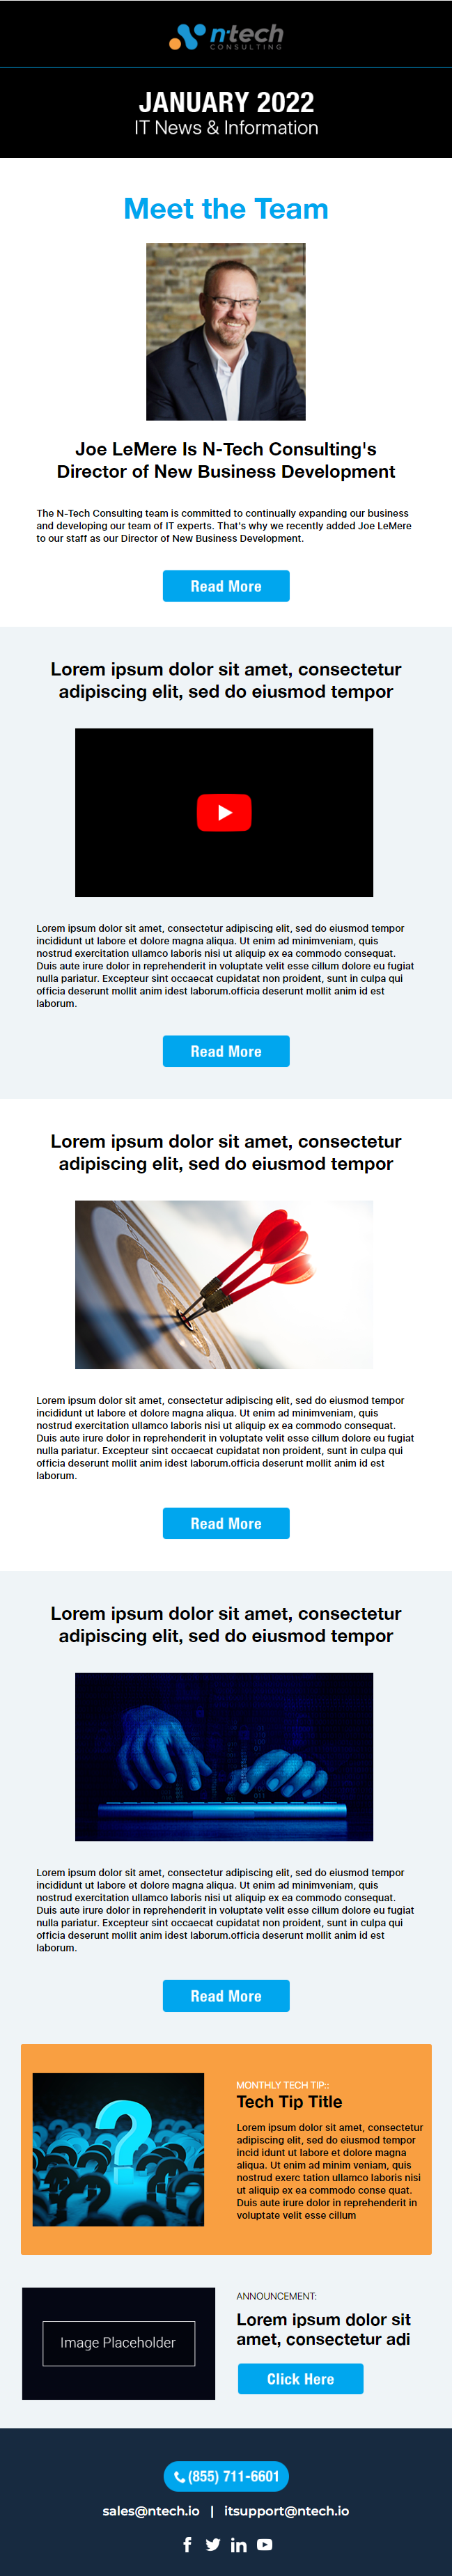 n-tech
CONSULTING
JANUARY 2022
IT News & Information
Meet the Team
Joe LeMere Is N-Tech Consulting's
Director of New Business Development
The N-Tech Consulting team is committed to continually expanding our business
and developing our team of IT experts. That's why we recently added Joe LeMere
to our staff as our Director of New Business Development.
Read More
Lorem ipsum dolor sit amet, consectetur
adipiscing elit, sed do eiusmod tempor
Lorem ipsum dolor sit amet, consectetur adipiscing elit, sed do eiusmod tempor
incididunt ut labore et dolore magna aliqua. Ut enim ad minimveniam, quis
nostrud exercitation ullamco laboris nisi ut aliquip ex ea commodo consequat.
Duis aute irure dolor in reprehenderit in voluptate velit esse cillum dolore eu fugiat
nulla pariatur. Excepteur sint occaecat cupidatat non proident, sunt in culpa qui
officia deserunt mollit anim idest laborum.officia deserunt mollit anim id est
laborum.
Read More
Lorem ipsum dolor sit amet, consectetur
adipiscing elit, sed do eiusmod tempor
Lorem ipsum dolor sit amet, consectetur adipiscing elit, sed do eiusmod tempor
incididunt ut labore et dolore magna aliqua. Ut enim ad minimveniam, quis
nostrud exercitation ullamco laboris nisi ut aliquip ex ea commodo consequat.
Duis aute irure dolor in reprehenderit in voluptate velit esse cillum dolore eu fugiat
nulla pariatur. Excepteur sint occaecat cupidatat non proident, sunt in culpa qui
officia deserunt mollit anim idest laborum.officia deserunt mollit anim id est
laborum.
Read More
Lorem ipsum dolor sit amet, consectetur
adipiscing elit, sed do eiusmod tempor
Lorem ipsum dolor sit amet, consectetur adipiscing elit, sed do eiusmod tempor
incididunt ut labore et dolore magna aliqua. Ut enim ad minimveniam, quis
nostrud exercitation ullamco laboris nisi ut aliquip ex ea commodo consequat.
Duis aute irure dolor in reprehenderit in voluptate velit esse cillum dolore eu fugiat
nulla pariatur. Excepteur sint occaecat cupidatat non proident, sunt in culpa qui
officia deserunt mollit anim idest laborum.officia deserunt mollit anim id est
laborum.
Read More
MONTHLY TECH TIP::
Tech Tip Title
Lorem ipsum dolor sit amet, consectetur
adipiscing elit, sed do eiusmod tempor
incid idunt ut labore et dolore magna
aliqua. Ut enim ad minim veniam, quis
nostrud exerc tation ullamco laboris nisi
ut aliquip ex ea commodo conse quat.
Duis aute irure dolor in reprehenderit in
voluptate velit esse cillum
Image Placeholder
ANNOUNCEMENT:
Lorem ipsum dolor sit
amet, consectetur adi
Click Here
(855) 711-6601
sales@ntech.io | itsupport@ntech.io